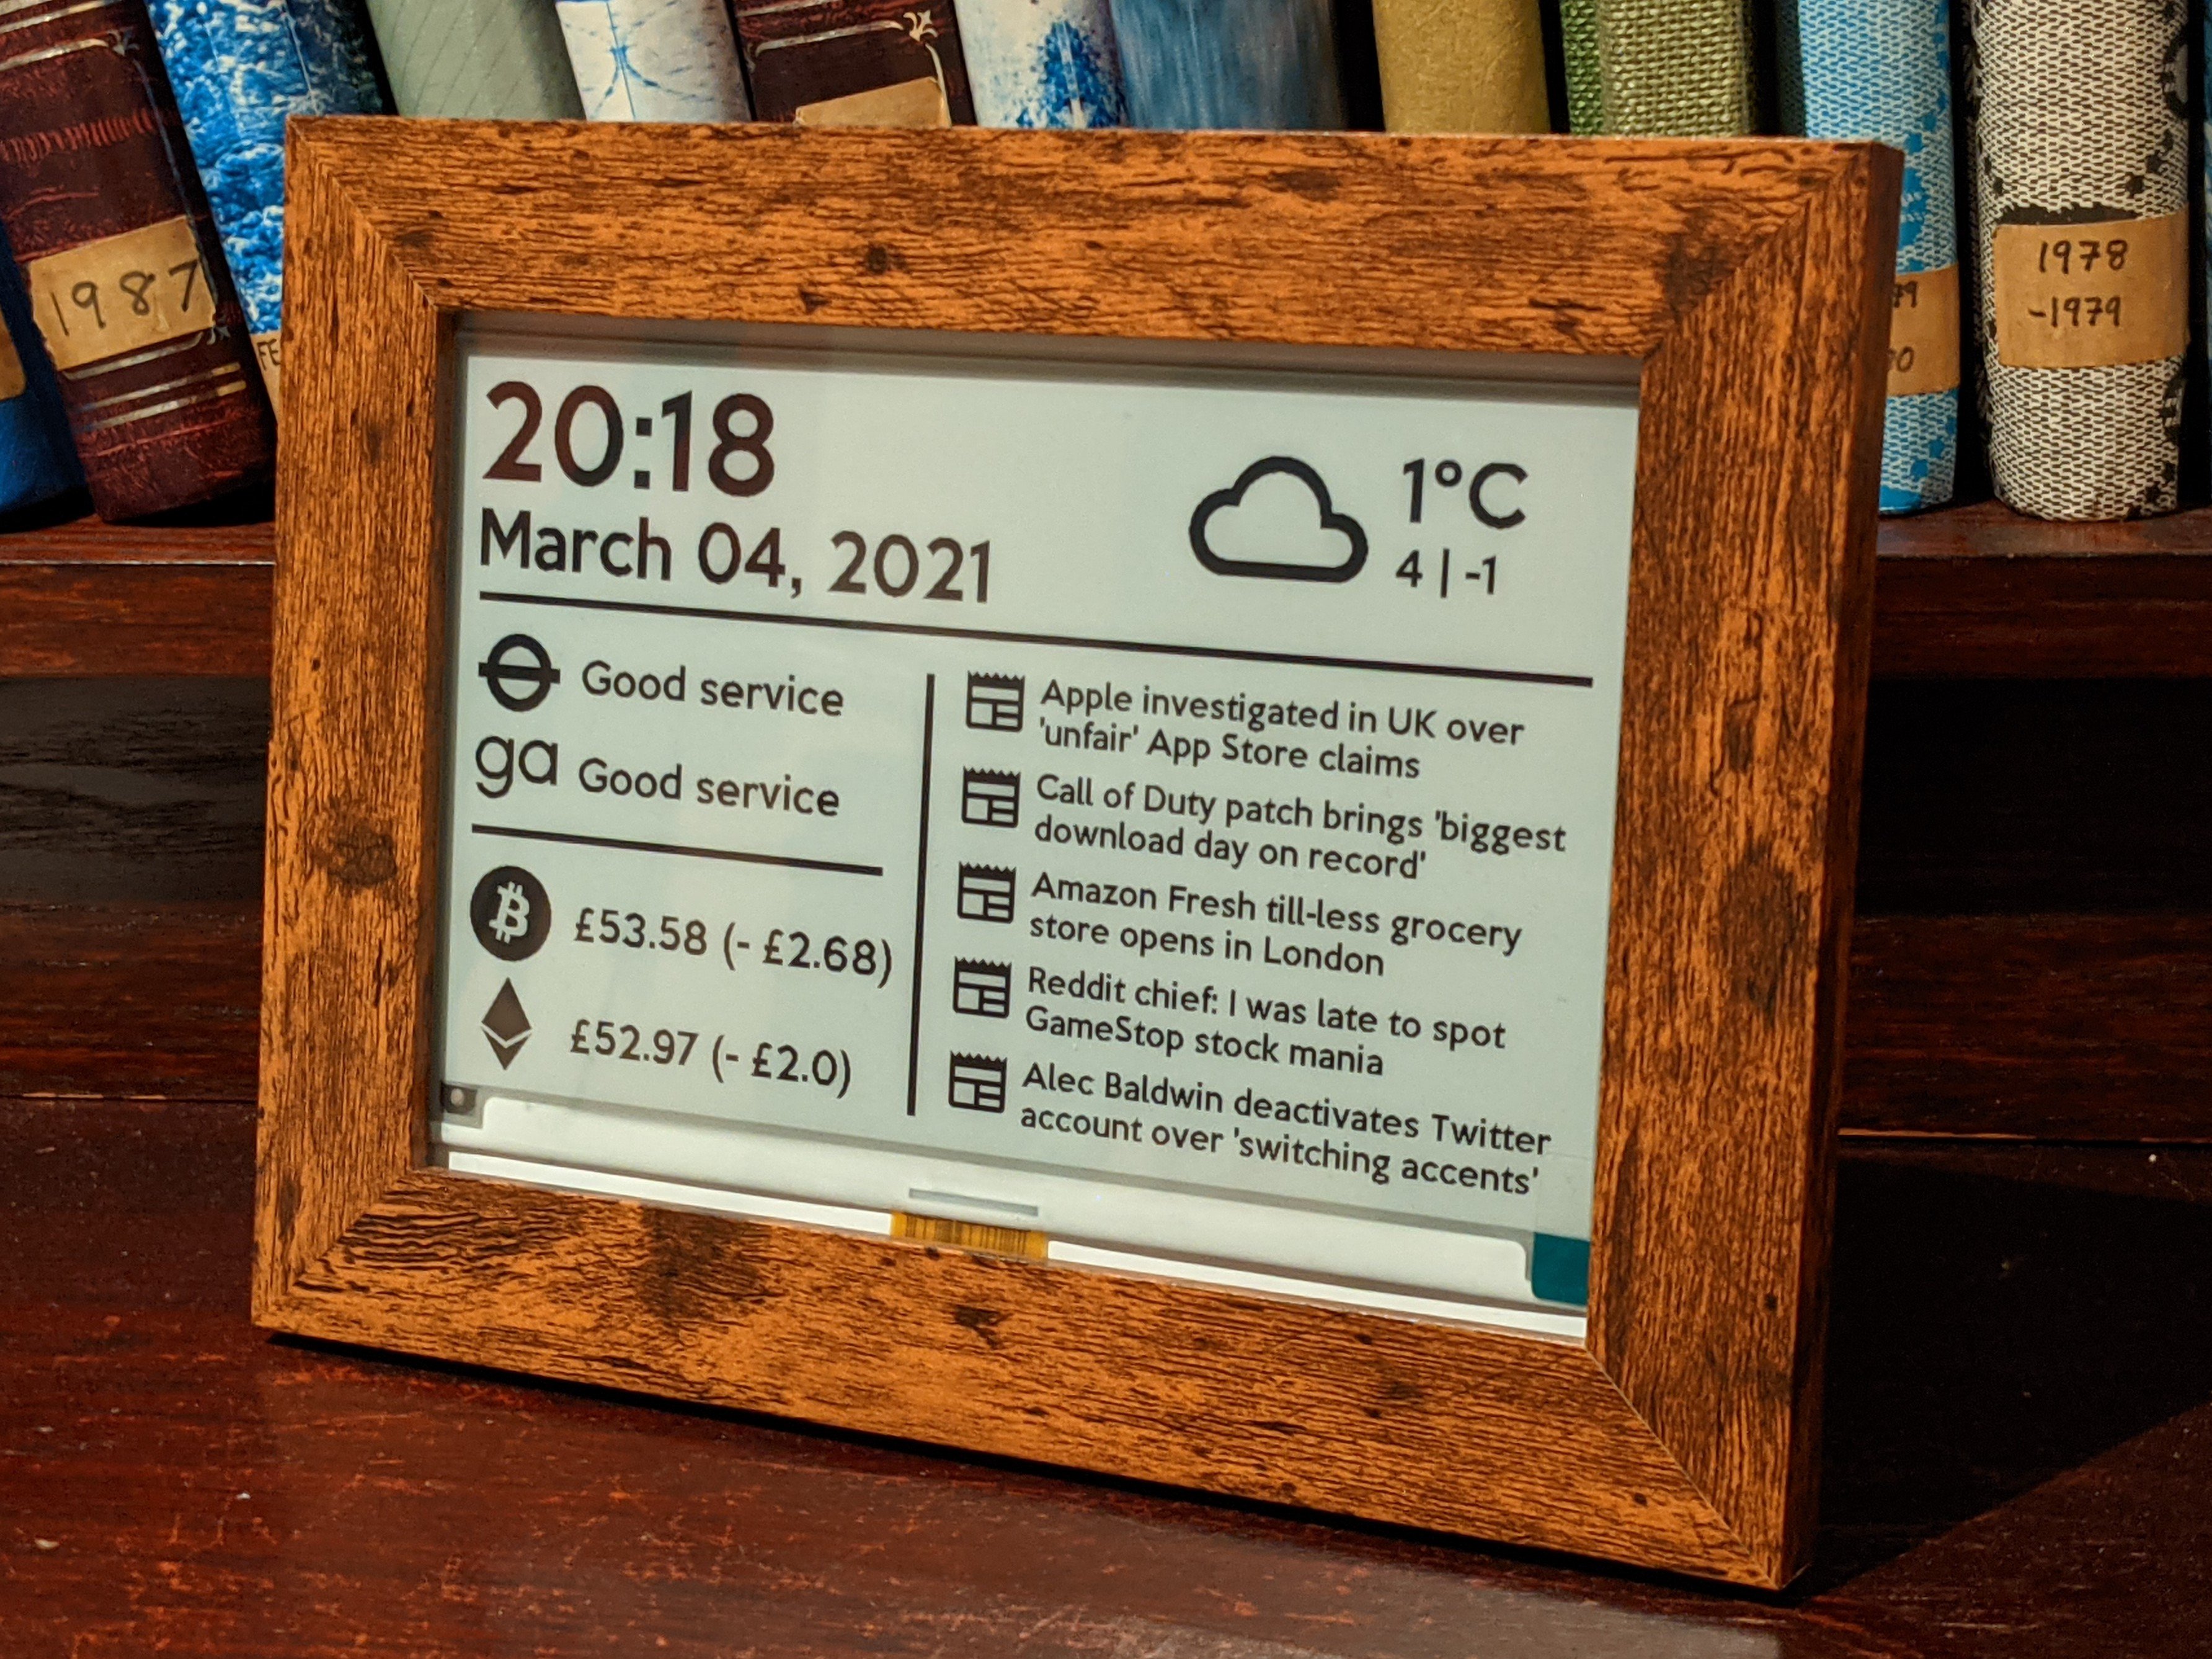 1987
FE
1978
-1979
20:18
March 04, 2021
1°C
4 | -1
Good service
ga Good service
£53.58 (- £2.68)
£52.97 (- £2.0)
Apple investigated in UK over
'unfair' App Store claims
Call of Duty patch brings 'biggest
download day on record'
Amazon Fresh till-less grocery
store opens in London
Reddit chief: I was late to spot
GameStop stock mania
Alec Baldwin deactivates Twitter
account over 'switching accents'